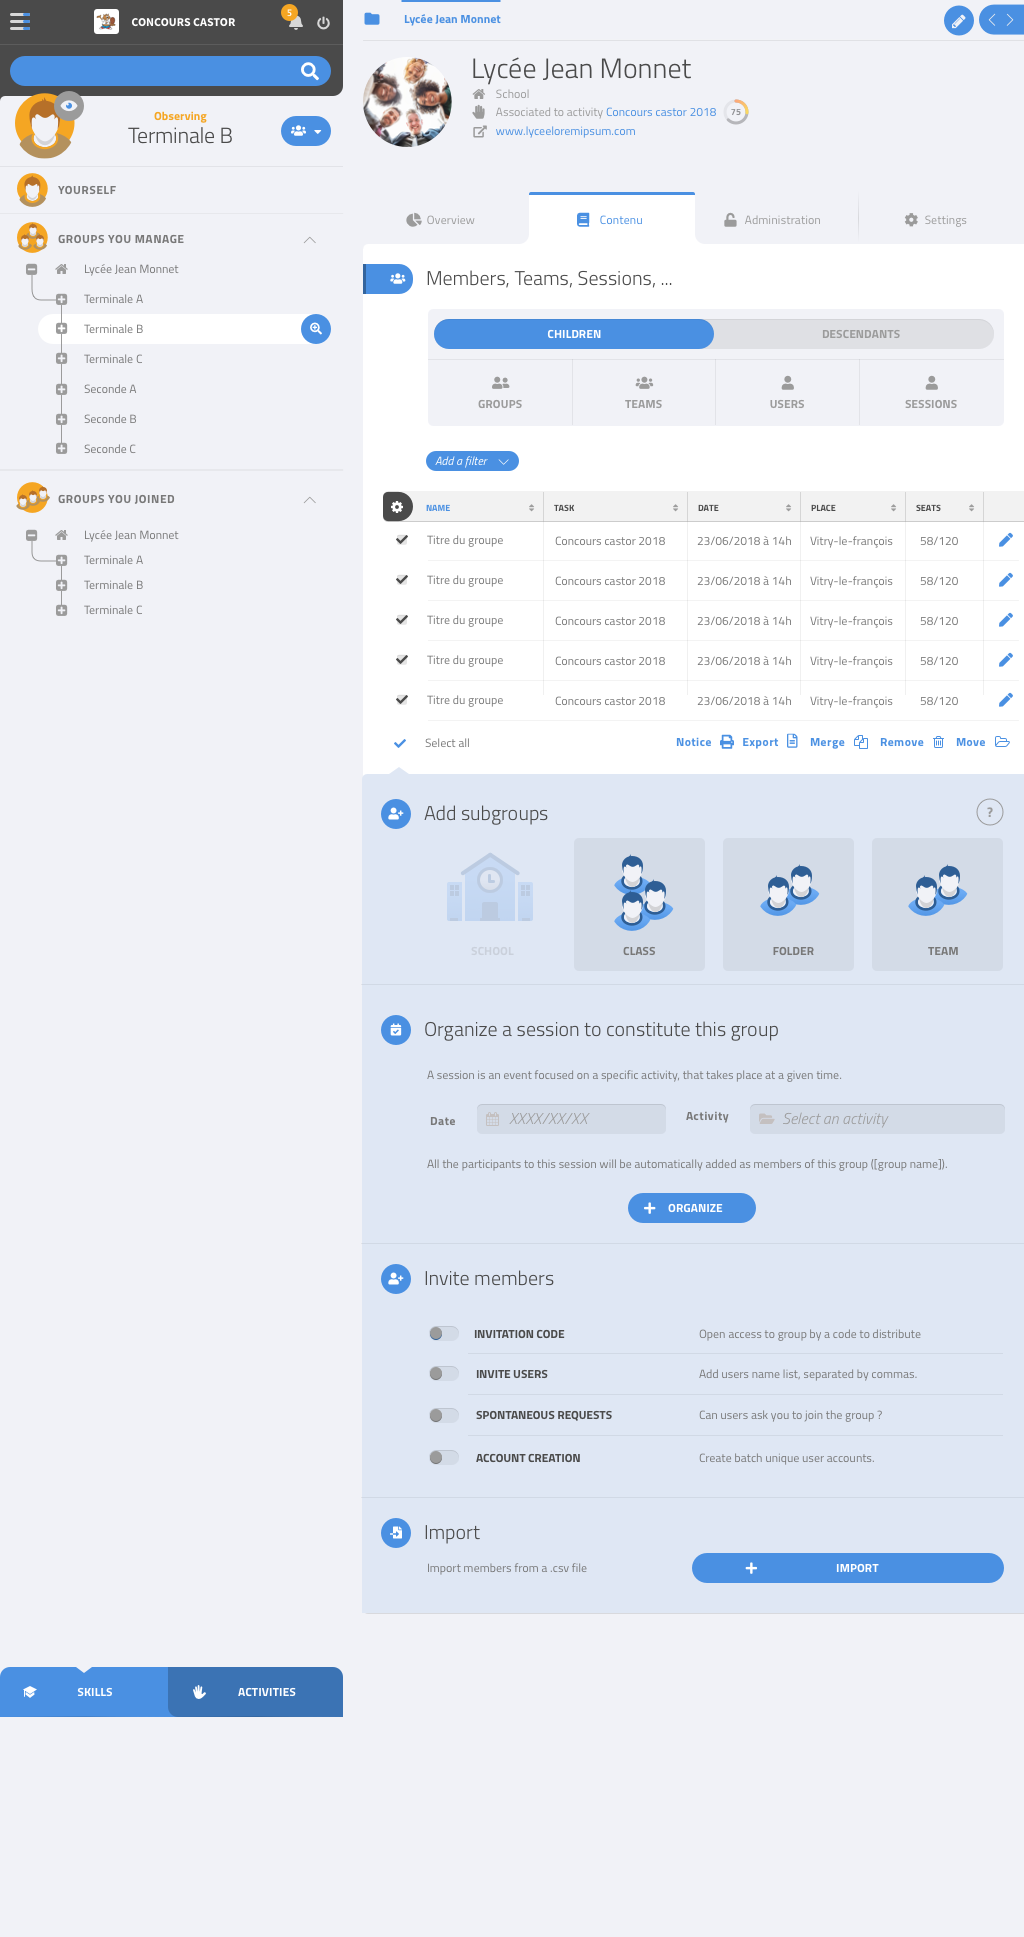 CONCOURS CASTOR
5
Observing
Terminale B
YOURSELF
GROUPS YOU MANAGE
Lycée Jean Monnet
Terminale A
Terminale B
Terminale C
Seconde A
Seconde B
Seconde C
GROUPS YOU JOINED
Lycée Jean Monnet
Terminale A
Terminale B
Terminale C
SKILLS
ACTIVITIES
Lycée Jean Monnet
Lycée Jean Monnet
School
Associated to activity Concours castor 2018 75
www.lyceeloremipsum.com
Overview
Contenu
Administration
Settings
Members, Teams, Sessions, ...
CHILDREN
DESCENDANTS
GROUPS
TEAMS
USERS
SESSIONS
Add a filter
NAME TASK DATE PLACE SEATS
Titre du groupe Concours castor 2018 23/06/2018 à 14h Vitry-le-françois 58/120
Titre du groupe Concours castor 2018 23/06/2018 à 14h Vitry-le-françois 58/120
Titre du groupe Concours castor 2018 23/06/2018 à 14h Vitry-le-françois 58/120
Titre du groupe Concours castor 2018 23/06/2018 à 14h Vitry-le-françois 58/120
Titre du groupe Concours castor 2018 23/06/2018 à 14h Vitry-le-françois 58/120
Select all Notice Export Merge Remove Move
Add subgroups ?
SCHOOL
CLASS
FOLDER
TEAM
Organize a session to constitute this group
A session is an event focused on a specific activity, that takes place at a given time.
Date XXXX/XX/XX Activity Select an activity
All the participants to this session will be automatically added as members of this group ([group name]).
ORGANIZE
Invite members
INVITATION CODE Open access to group by a code to distribute
INVITE USERS Add users name list, separated by commas.
SPONTANEOUS REQUESTS Can users ask you to join the group ?
ACCOUNT CREATION Create batch unique user accounts.
Import
Import members from a .csv file IMPORT